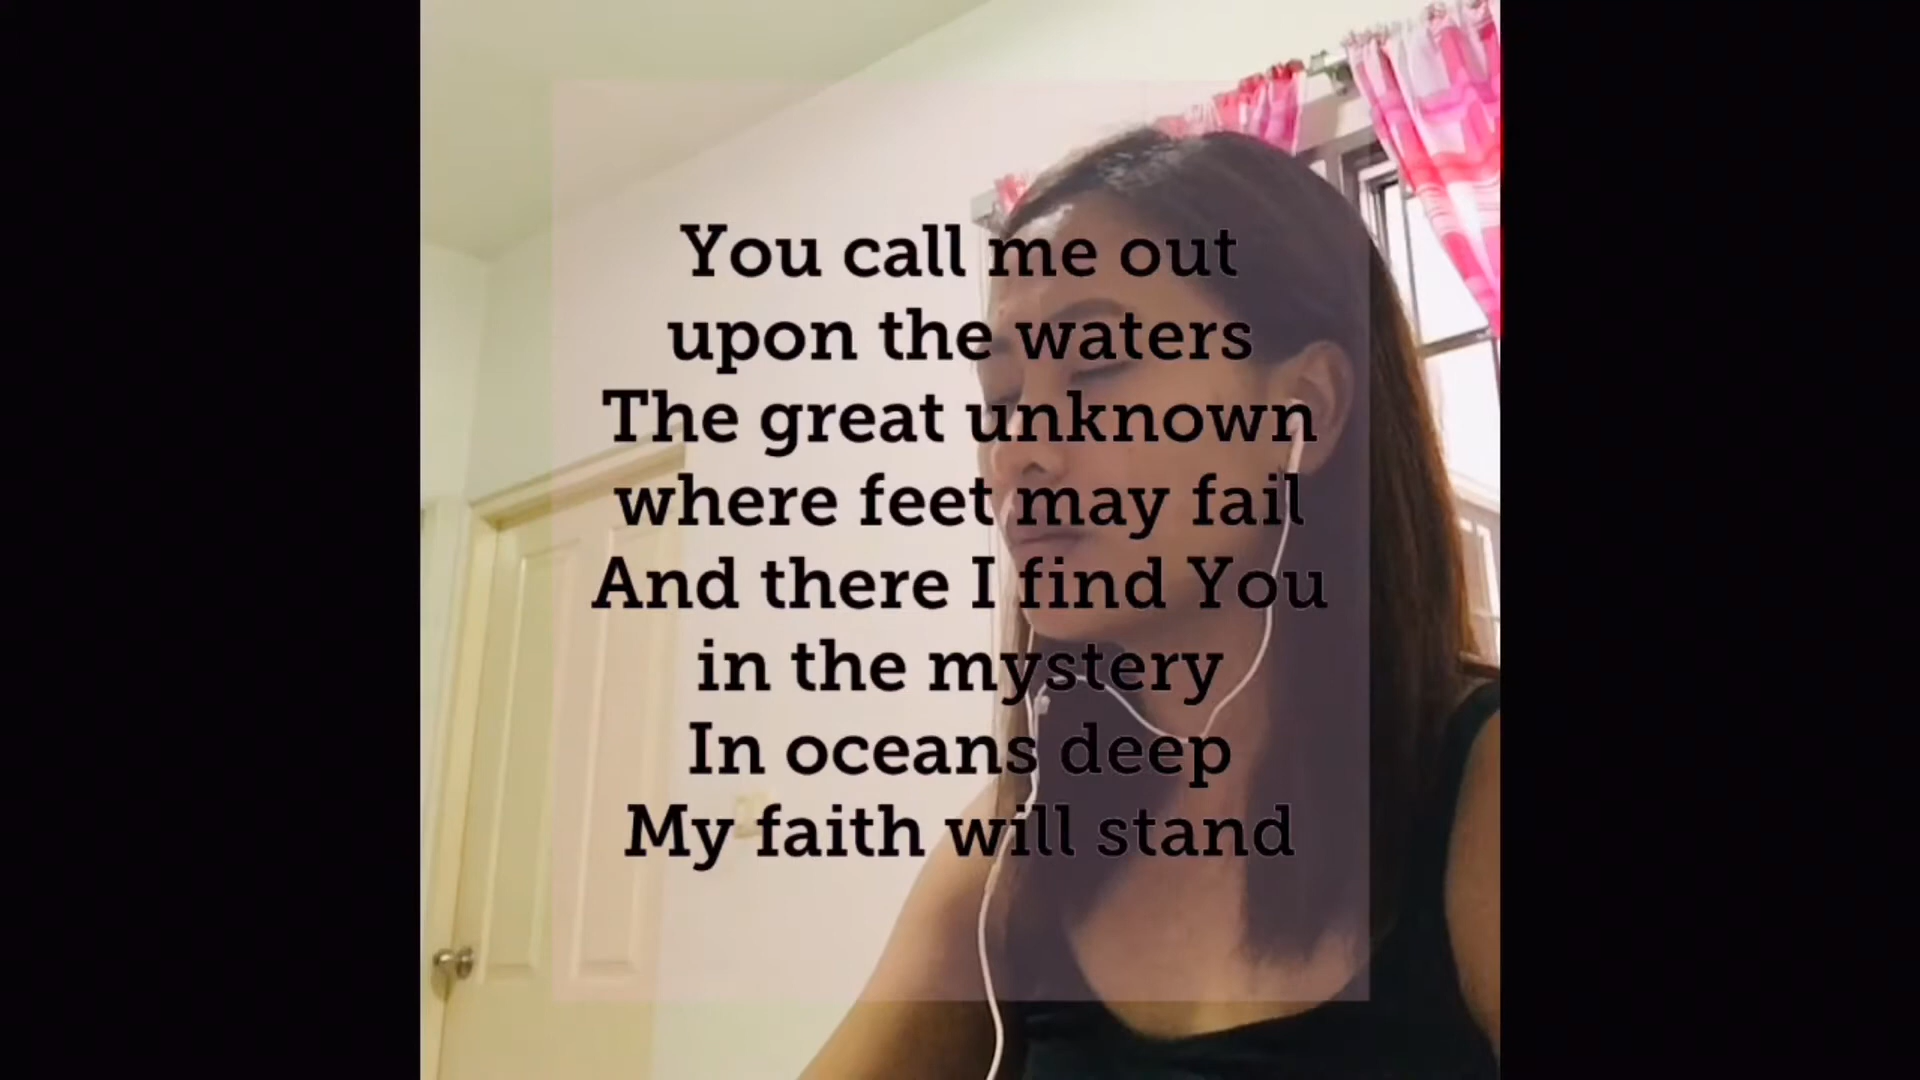 You call me out
upon the waters
The great unknown
where feet may fail
And there I find You
in the mystery
In oceans deep
My faith will stand